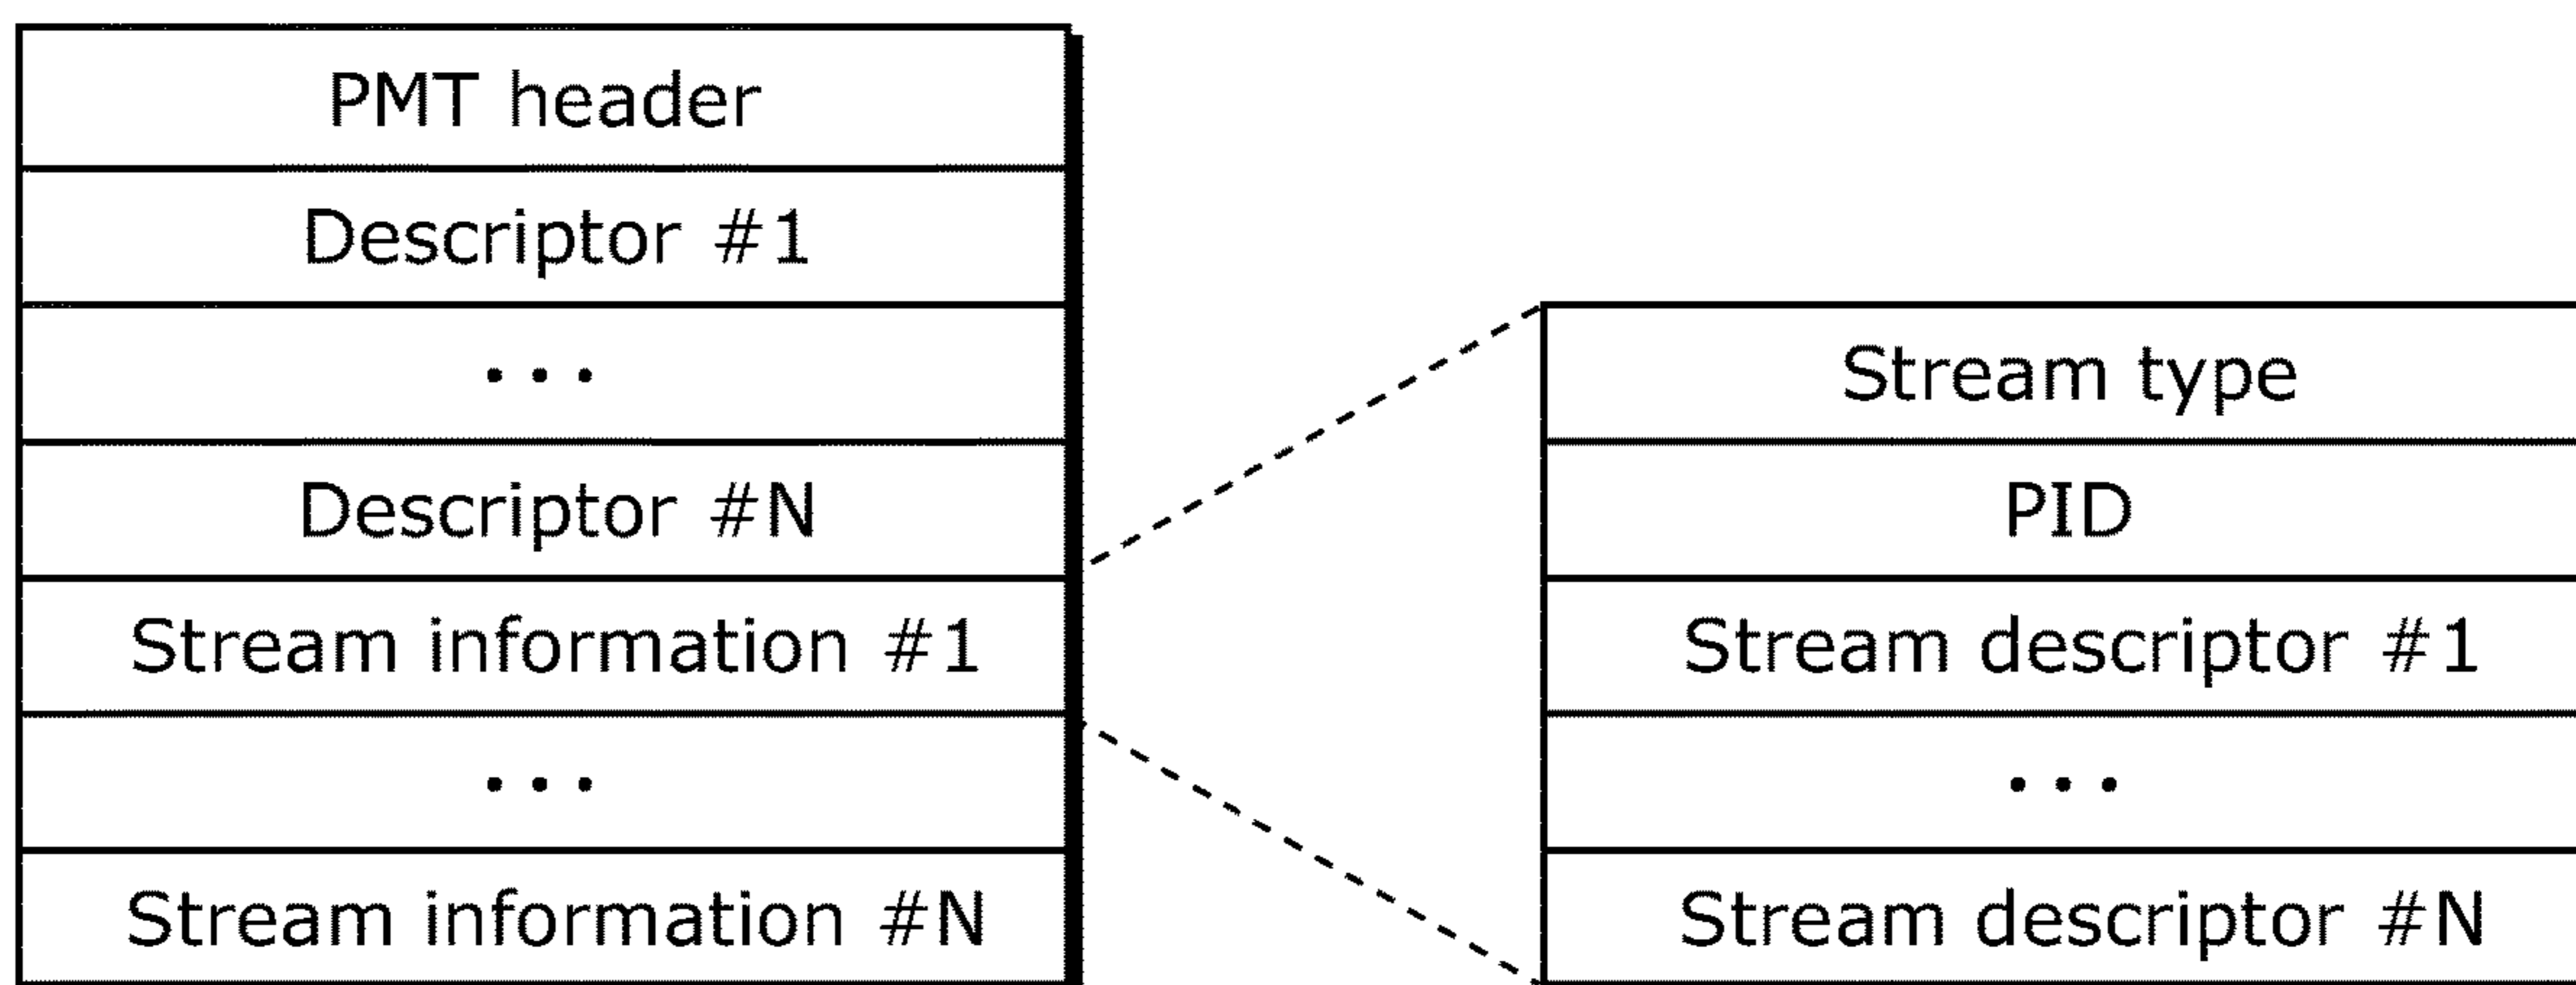 PMT header
Descriptor #1
...
Descriptor #N
Stream information #1
...
Stream information #N
Stream type
PID
Stream descriptor #1
...
Stream descriptor #N